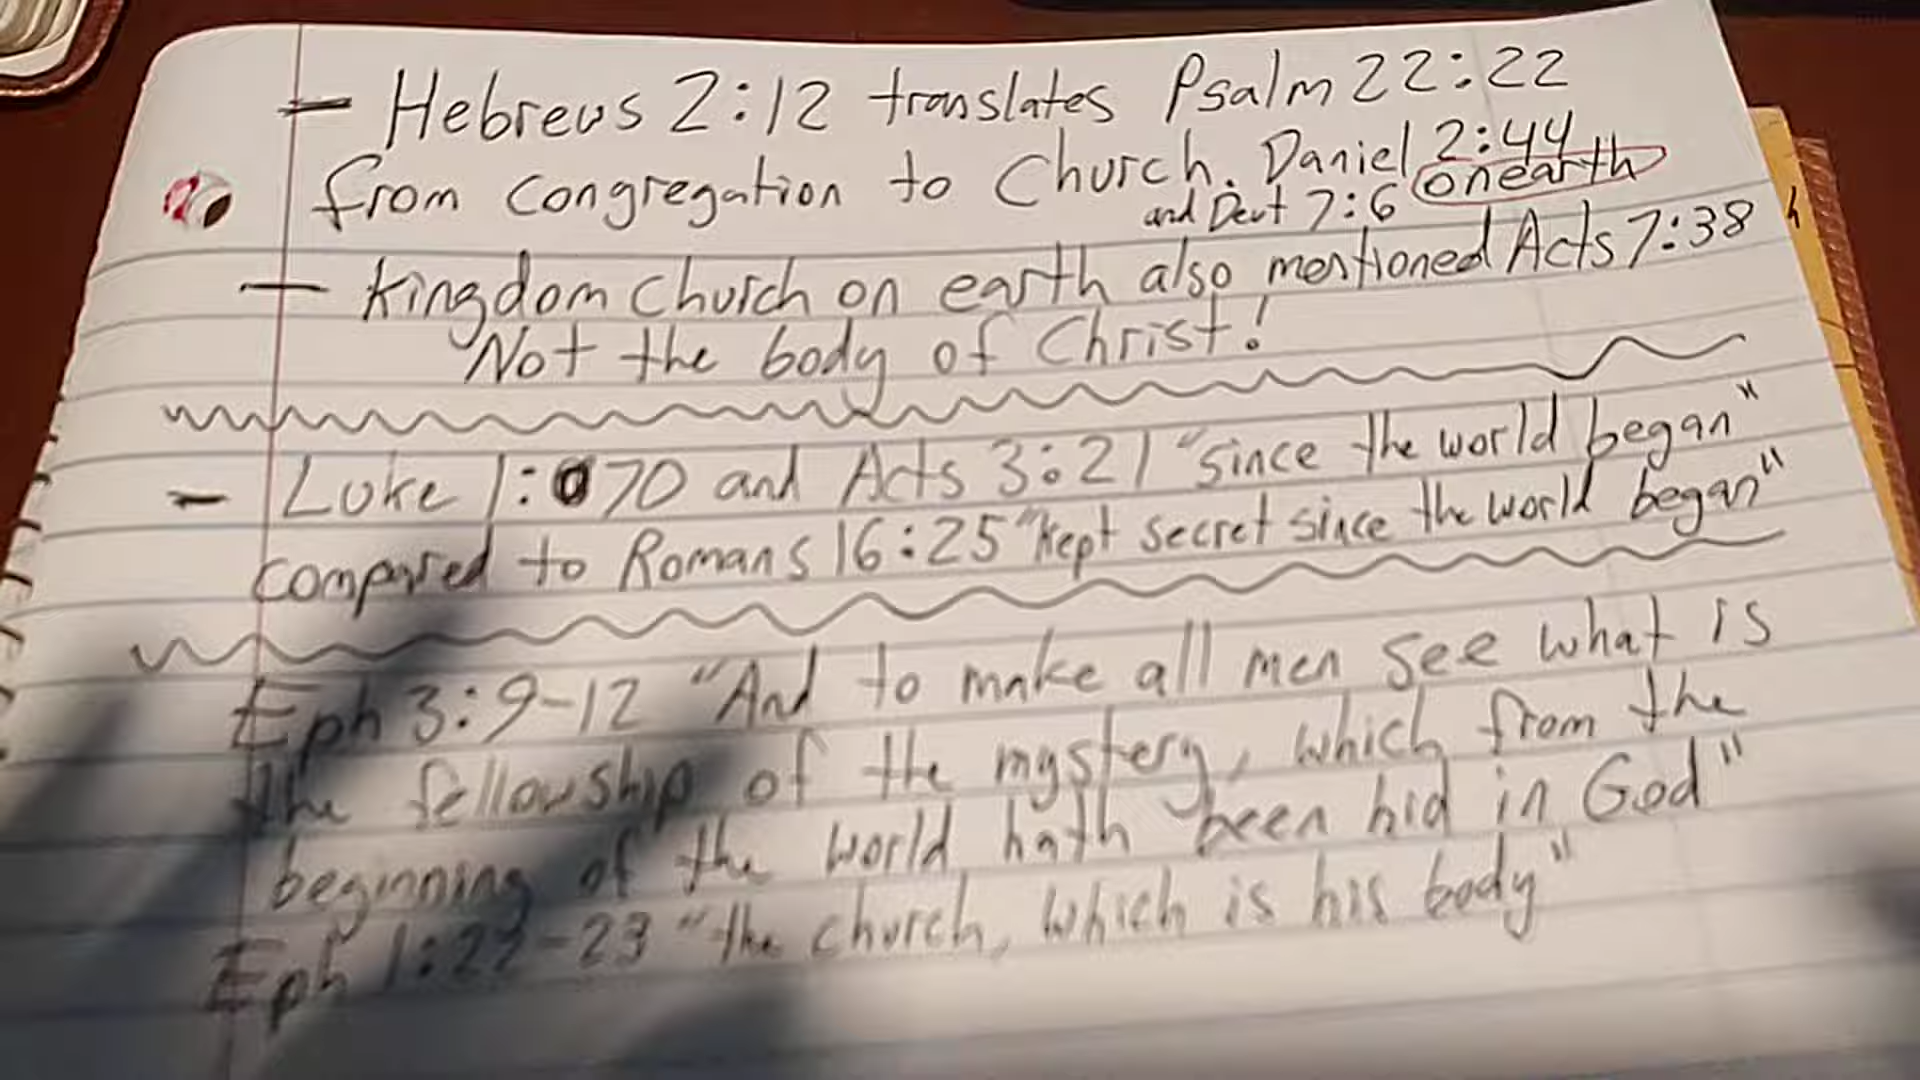 — Hebrews 2:12 translates Psalm 22:22
from congregation to Church. Daniel 2:44
and Deut 7:6 on earth
— Kingdom church on earth also mentioned Acts 7:38
Not the body of Christ!
- Luke 1:70 and Acts 3:21 "since the world began"
compared to Romans 16:25 "kept secret since the world began"
Eph 3:9-12 "And to make all men see what is
the fellowship of the mystery, which from the
beginning of the world hath been hid in God"
Eph 1:22-23 "the church, which is his body"